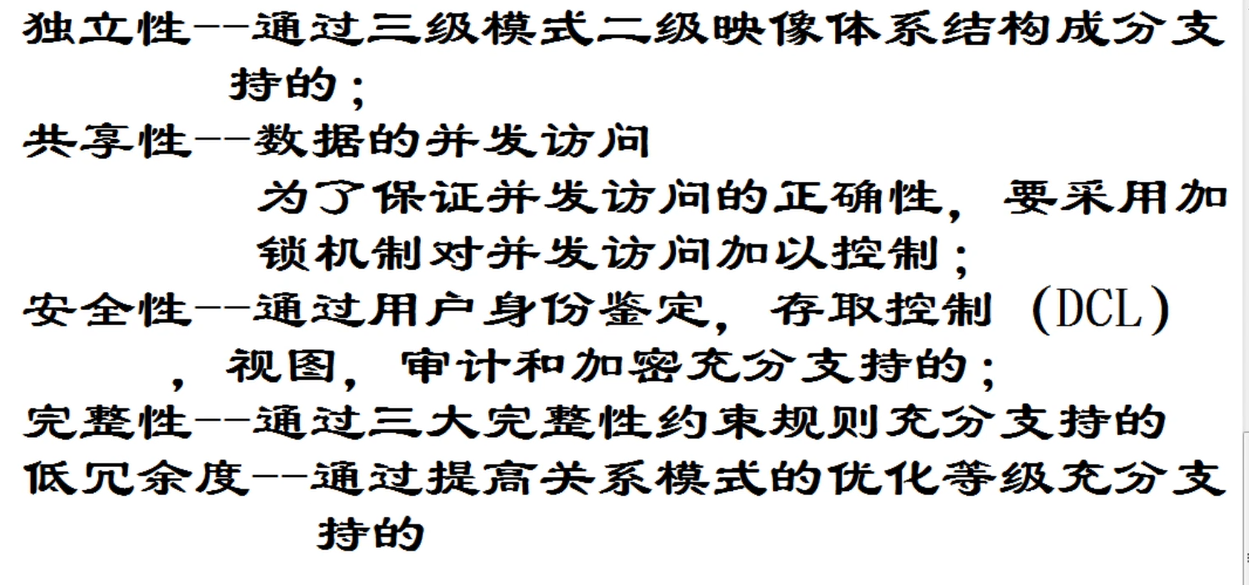 独立性--通过三级模式二级映像体系结构成分支
持的;
共享性--数据的并发访问
为了保证并发访问的正确性，要采用加
锁机制对并发访问加以控制;
安全性--通过用户身份鉴定，存取控制（DCL）
，视图，审计和加密充分支持的;
完整性--通过三大完整性约束规则充分支持的
低冗余度--通过提高关系模式的优化等级充分支
持的